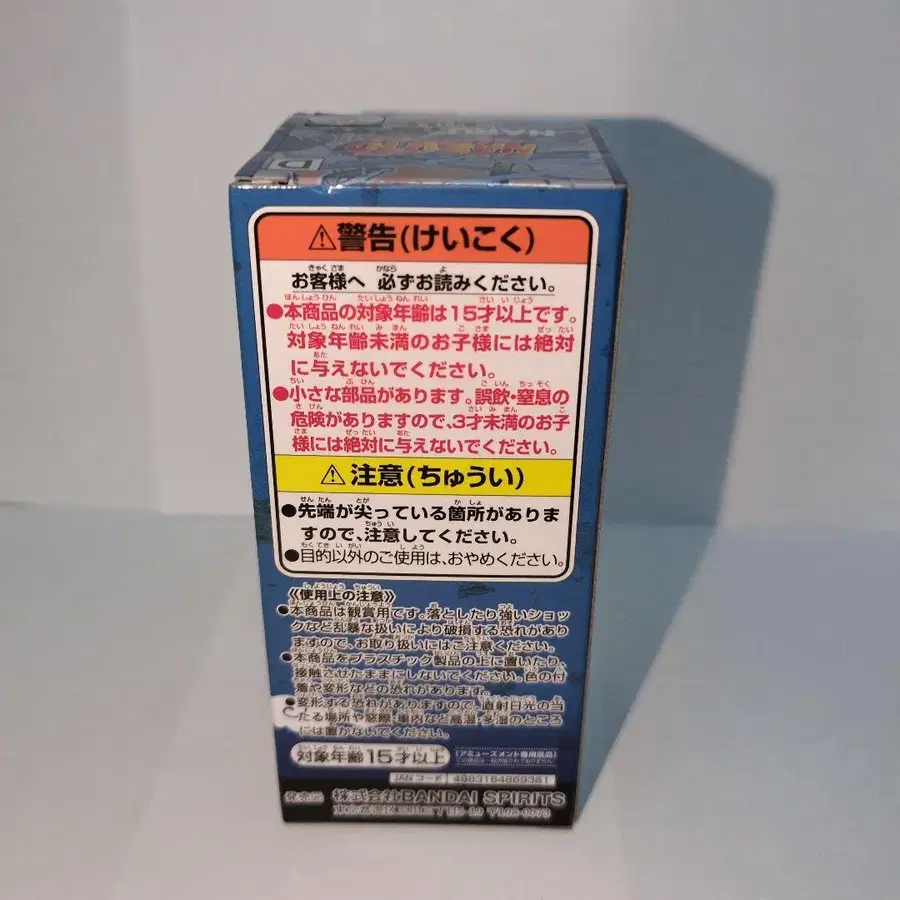 NARUTO
D
⚠警告(けいこく)
お客様へ 必ずお読みください。
●本商品の対象年齢は15才以上です。
対象年齢未満のお子様には絶対
に与えないでください。
●小さな部品があります。誤飲・窒息の
危険がありますので、3才未満のお子
様には絶対に与えないでください。
⚠注意(ちゅうい)
●先端が尖っている箇所がありま
すので、注意してください。
●目的以外のご使用は、おやめください。
《使用上の注意》
●本商品は観賞用です。落としたり強いショッ
クなど乱暴な扱いにより破損する恐れがあり
ますので、お取り扱いにはご注意ください。
●本商品をプラスチック製品の上に置いたり、
接触させたままにしないでください。色の付
着や変形などの恐れがあります。
●変形する恐れがありますので、直射日光の当
たる場所や窓際・車内など高温・多湿のところ
には置かないでください。
対象年齢15才以上
(アミューズメント専用景品)
JANコード 4983164889381
発売元 株式会社BANDAI SPIRITS